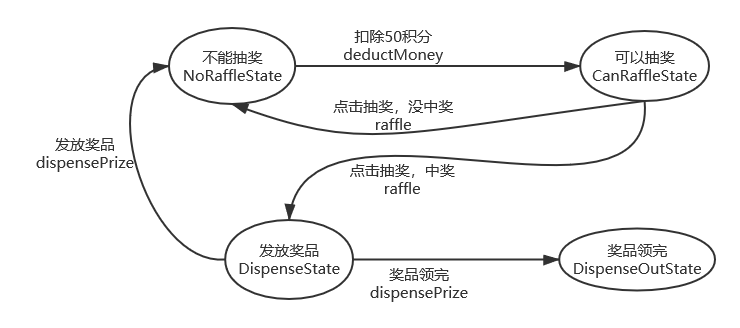 不能抽奖
NoRaffleState
扣除50积分
deductMoney
可以抽奖
CanRaffleState
点击抽奖，没中奖
raffle
发放奖品
dispensePrize
点击抽奖，中奖
raffle
发放奖品
DispenseState
奖品领完
dispensePrize
奖品领完
DispenseOutState